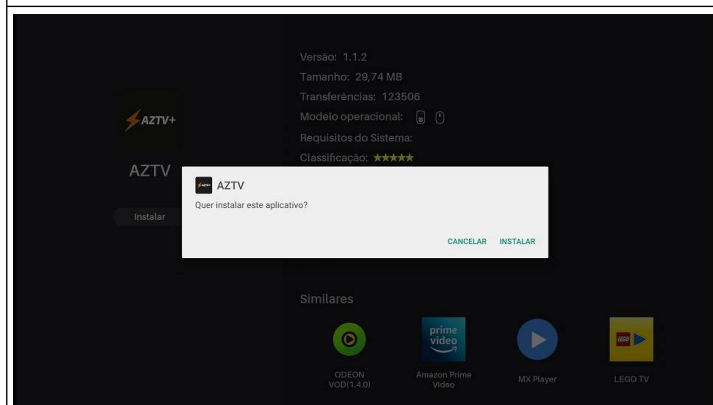 Versão: 1.1.2
Tamanho: 29,74 MB
Transferências: 123506
Modelo operacional:
Requisitos do Sistema:
Classificação:
AZTV+
AZTV
Instalar
AZTV+
AZTV
Quer instalar este aplicativo?
CANCELAR INSTALAR
Similares
prime
video
LEGO
ODEON
VOD(1.4.0)
Amazon Prime
Video
MX Player
LEGO TV